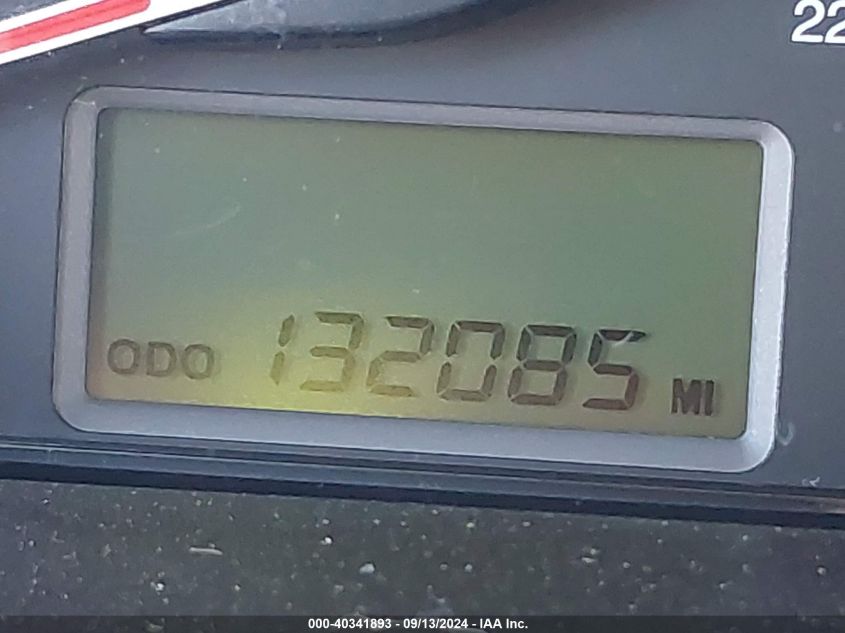 22
ODO 132085 MI
000-40341893 - 09/13/2024 - IAA Inc.